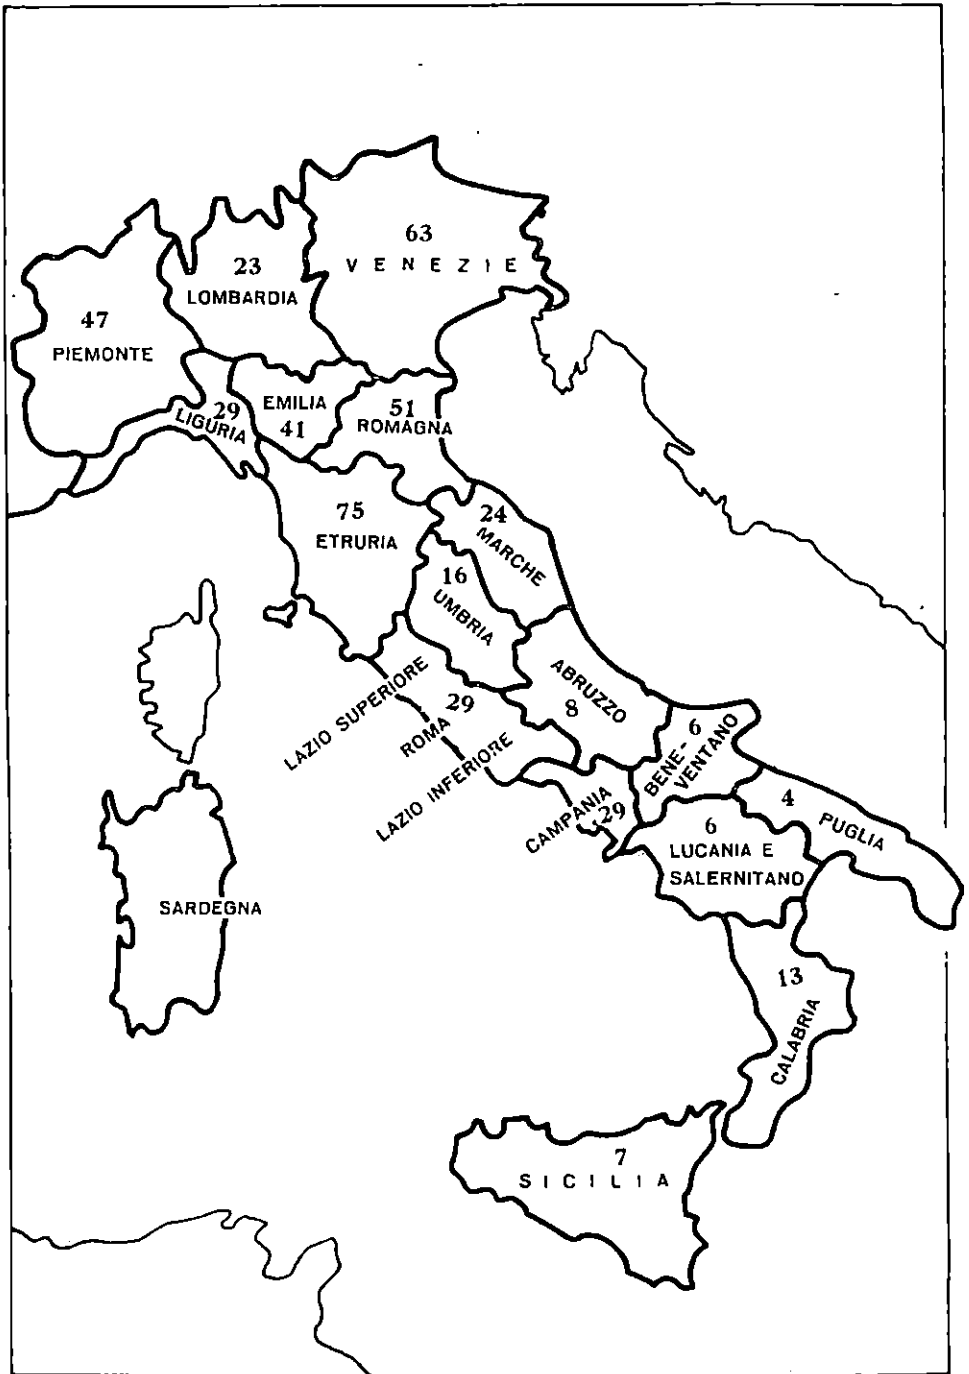 63
VENEZIE
23
LOMBARDIA
47
PIEMONTE
29
LIGURIA
EMILIA
41
51
ROMAGNA
75
ETRURIA
24
MARCHE
16
UMBRIA
LAZIO SUPERIORE
29
ROMA
LAZIO INFERIORE
ABRUZZO
8
6
BENE-
VENTANO
CAMPANIA
29
4
PUGLIA
6
LUCANIA E
SALERNITANO
SARDEGNA
13
CALABRIA
7
SICILIA